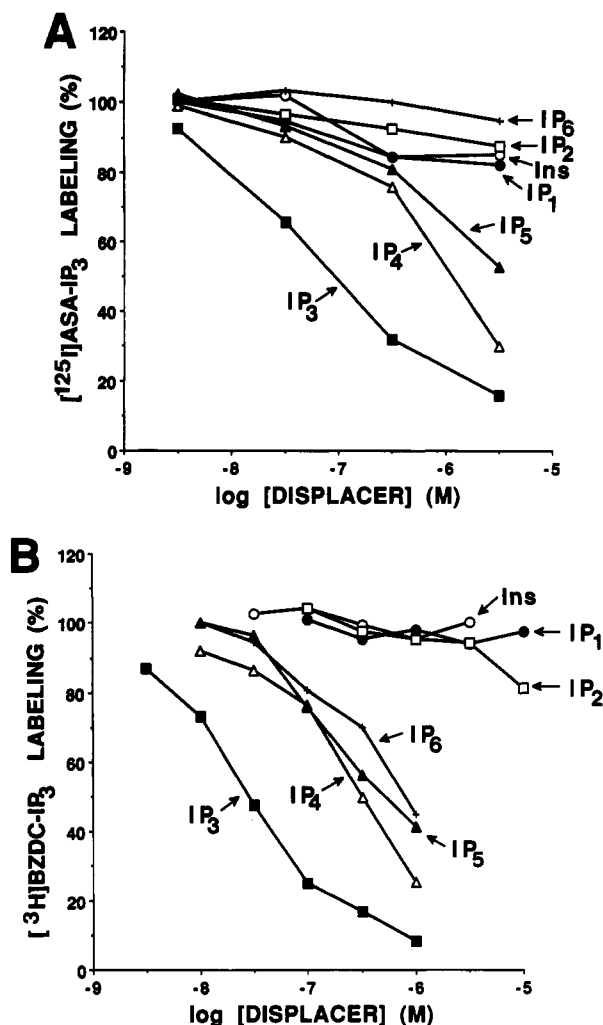 A
120
100
80
60
40
20
0
[125I]ASA-IP3 LABELING (%)
IP6
IP2
Ins
IP1
IP5
IP4
IP3
-9 -8 -7 -6 -5
log [DISPLACER] (M)
B
120
100
80
60
40
20
0
[3H]BZDC-IP3 LABELING (%)
Ins
IP1
IP2
IP6
IP3
IP4
IP5
-9 -8 -7 -6 -5
log [DISPLACER] (M)